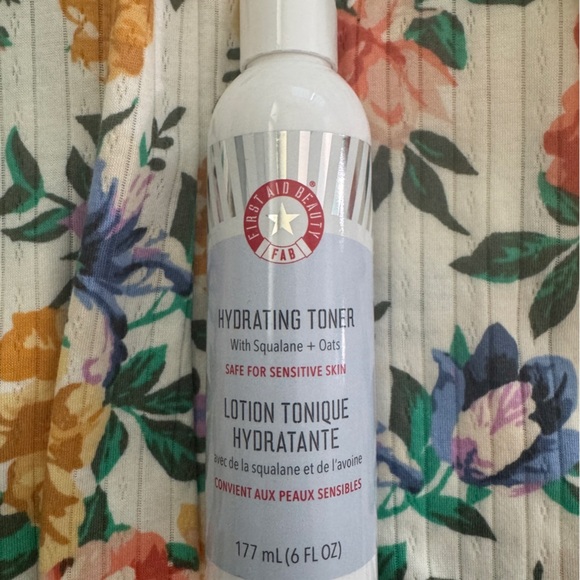 FIRST AID BEAUTY®
FAB
HYDRATING TONER
With Squalane + Oats
SAFE FOR SENSITIVE SKIN
LOTION TONIQUE
HYDRATANTE
avec de la squalane et de l'avoine
CONVIENT AUX PEAUX SENSIBLES
177 mL (6 FL OZ)